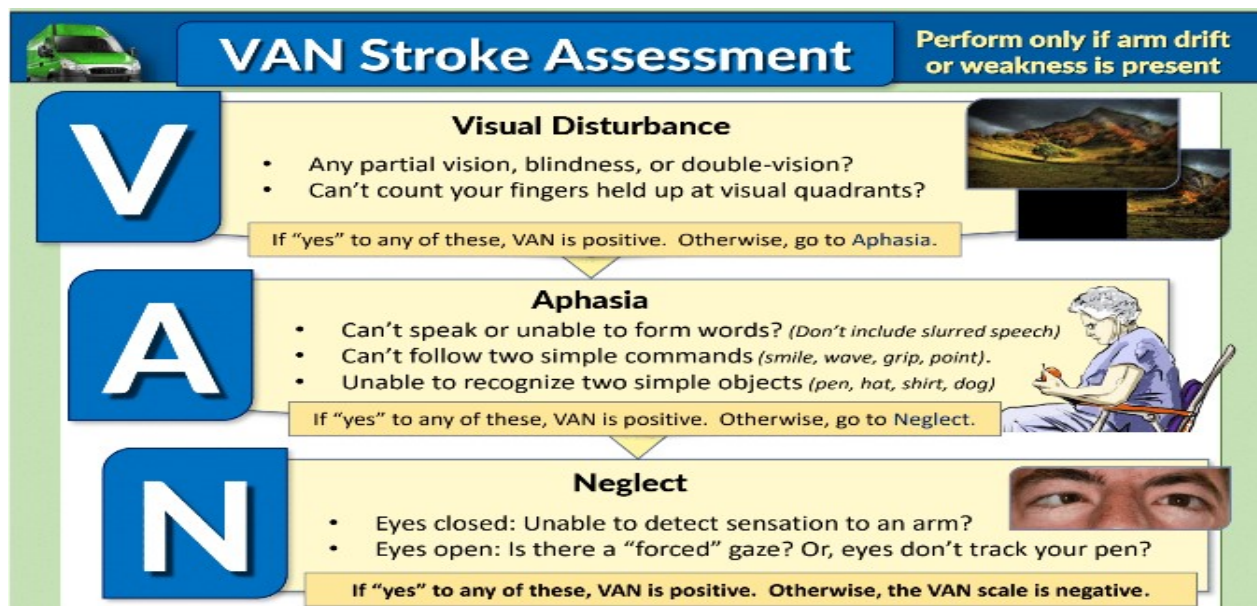 VAN Stroke Assessment
Perform only if arm drift
or weakness is present
V
Visual Disturbance
• Any partial vision, blindness, or double-vision?
• Can’t count your fingers held up at visual quadrants?
If “yes” to any of these, VAN is positive. Otherwise, go to Aphasia.
A
Aphasia
• Can’t speak or unable to form words? (Don’t include slurred speech)
• Can’t follow two simple commands (smile, wave, grip, point).
• Unable to recognize two simple objects (pen, hat, shirt, dog)
If “yes” to any of these, VAN is positive. Otherwise, go to Neglect.
N
Neglect
• Eyes closed: Unable to detect sensation to an arm?
• Eyes open: Is there a “forced” gaze? Or, eyes don’t track your pen?
If “yes” to any of these, VAN is positive. Otherwise, the VAN scale is negative.